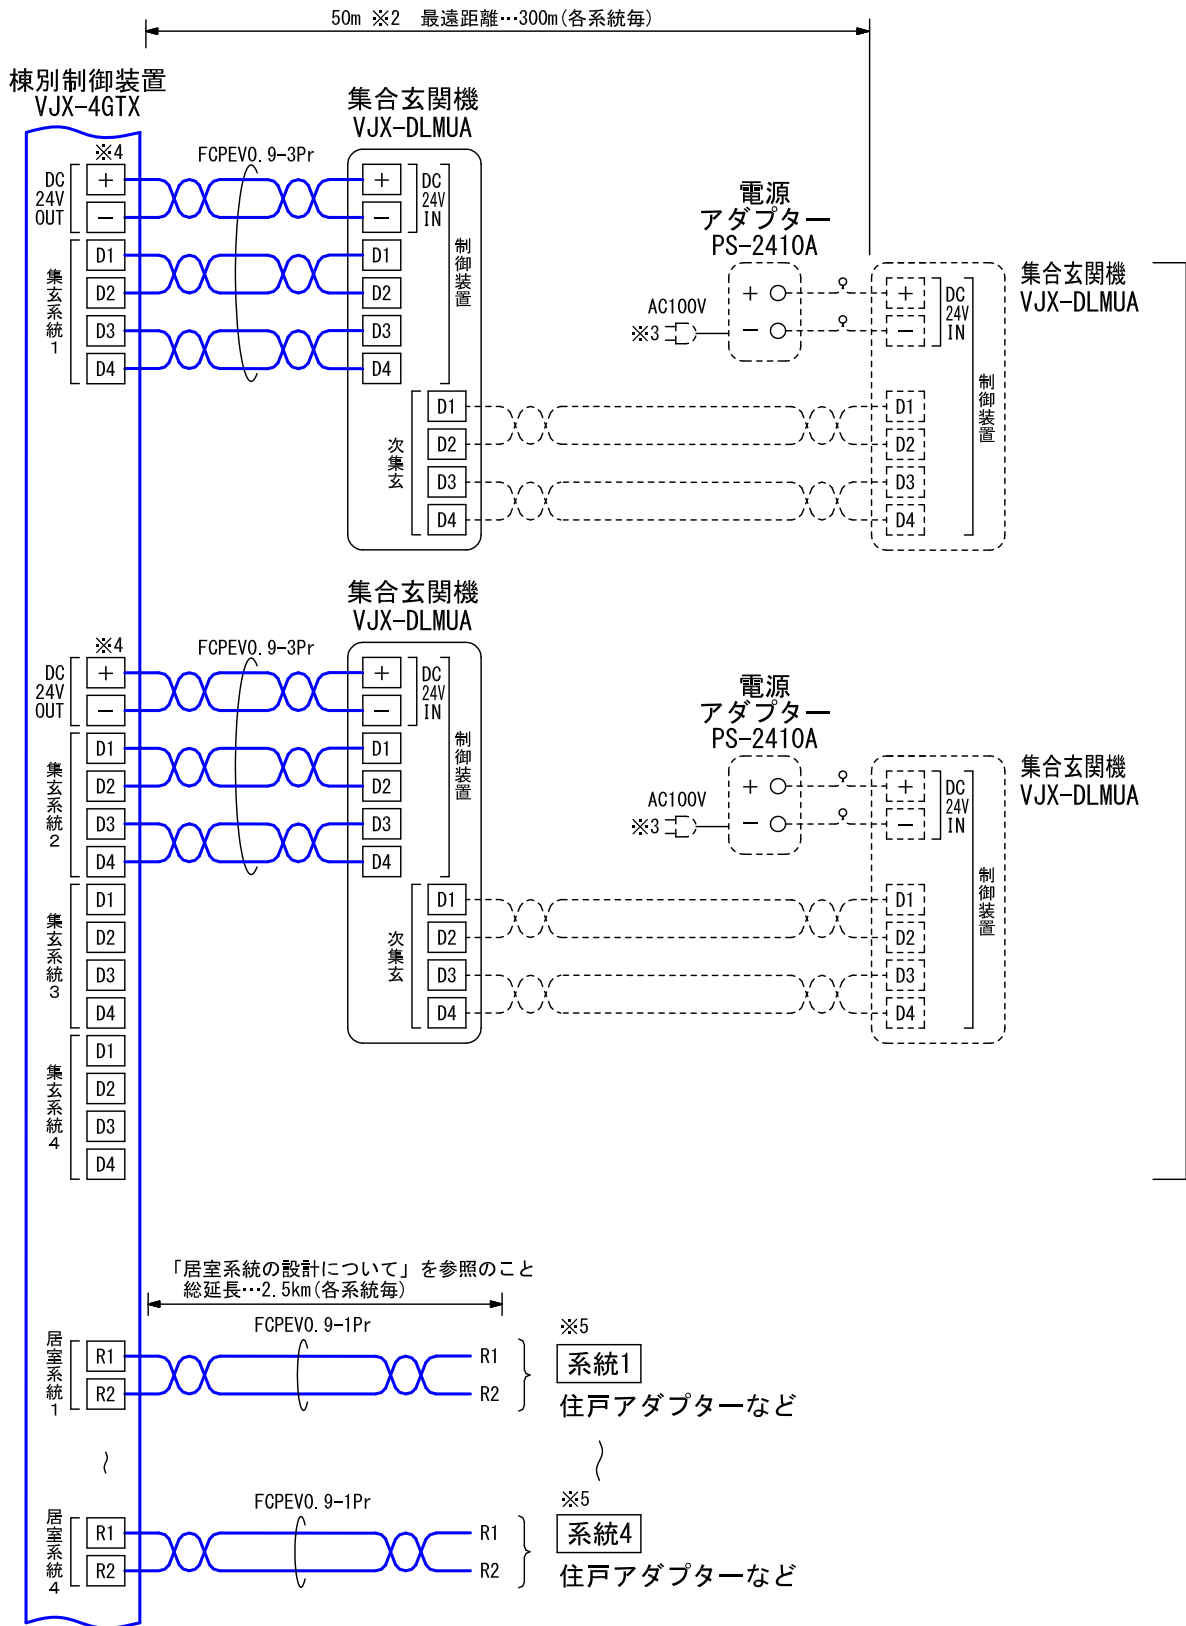 50m ※2 最遠距離…300m(各系統毎)
棟別制御装置
VJX-4GTX
集合玄関機
VJX-DLMUA
※4
FCPEV0.9-3Pr
DC
24V
OUT
+
−
集玄系統1
D1
D2
D3
D4
+
−
DC
24V
IN
D1
D2
D3
D4
制御装置
次集玄
D1
D2
D3
D4
電源
アダプター
PS-2410A
AC100V
※3
+
−
+
−
DC
24V
IN
D1
D2
D3
D4
制御装置
集合玄関機
VJX-DLMUA
集合玄関機
VJX-DLMUA
※4
FCPEV0.9-3Pr
DC
24V
OUT
+
−
集玄系統2
D1
D2
D3
D4
+
−
DC
24V
IN
D1
D2
D3
D4
制御装置
次集玄
D1
D2
D3
D4
電源
アダプター
PS-2410A
AC100V
※3
+
−
+
−
DC
24V
IN
D1
D2
D3
D4
制御装置
集合玄関機
VJX-DLMUA
集玄系統3
D1
D2
D3
D4
集玄系統4
D1
D2
D3
D4
「居室系統の設計について」を参照のこと
総延長…2.5km(各系統毎)
FCPEV0.9-1Pr
居室系統1
R1
R2
R1
R2
※5
系統1
住戸アダプターなど
〜
〜
FCPEV0.9-1Pr
居室系統4
R1
R2
R1
R2
※5
系統4
住戸アダプターなど